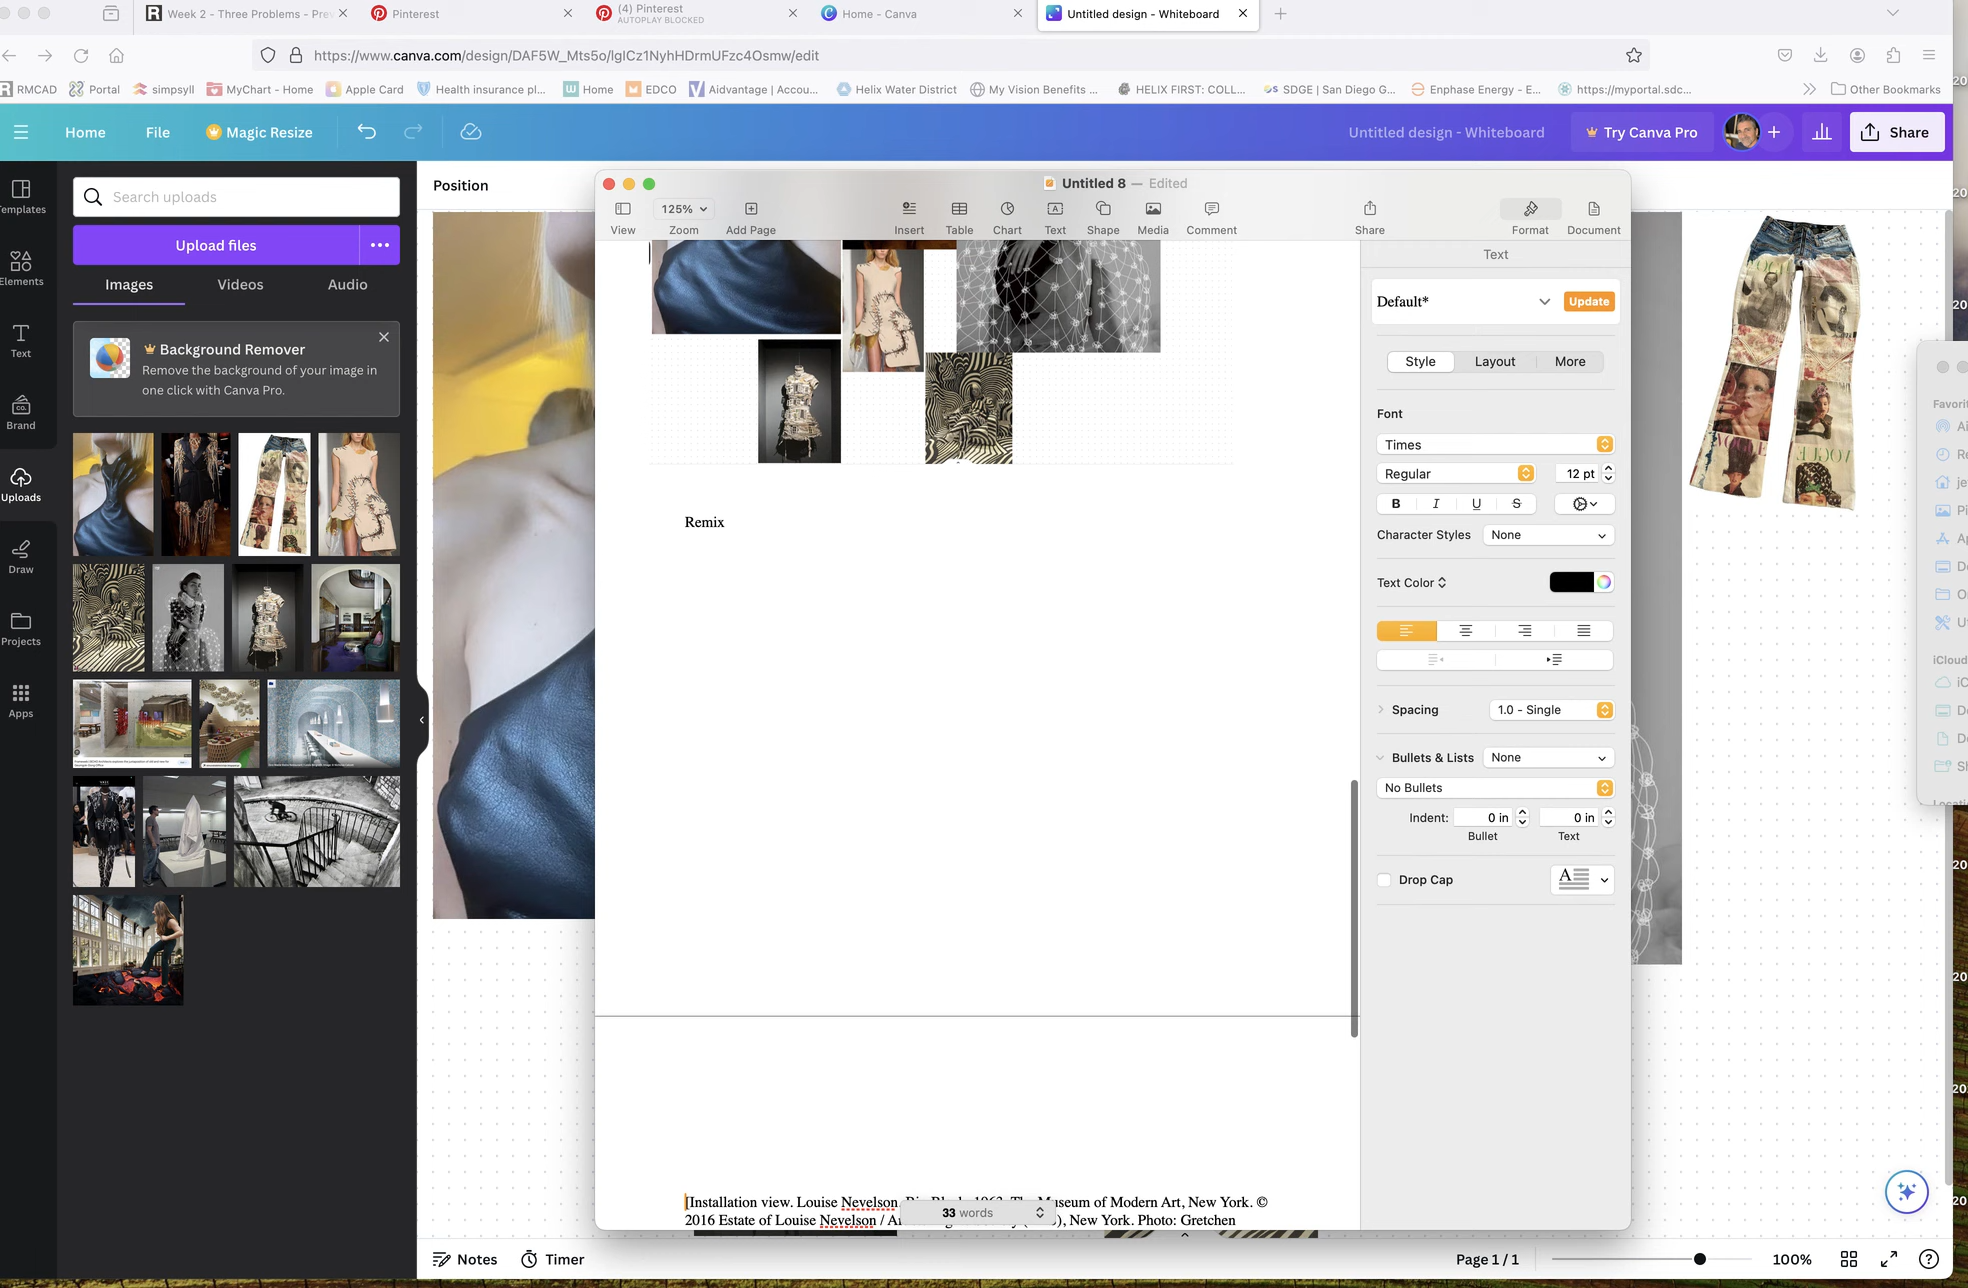 Week 2 - Three Problems - Prev
Pinterest
(4) Pinterest
AUTOPLAY BLOCKED
Home - Canva
Untitled design - Whiteboard
https://www.canva.com/design/DAF5W_Mts5o/lgICz1NyhHDrmUFzc4Osmw/edit
RMCAD
Portal
simpsyll
MyChart - Home
Apple Card
Health insurance pl...
Home
EDCO
Aidvantage | Accou...
Helix Water District
My Vision Benefits ...
HELIX FIRST: COLL...
SDGE | San Diego G...
Enphase Energy - E...
https://myportal.sdc...
Other Bookmarks
Home
File
Magic Resize
Untitled design - Whiteboard
Try Canva Pro
Share
Templates
Elements
Text
Brand
Uploads
Draw
Projects
Apps
Search uploads
Upload files
Images
Videos
Audio
Background Remover
Remove the background of your image in
one click with Canva Pro.
Position
Untitled 8 — Edited
View
125%
Zoom
Add Page
Insert
Table
Chart
Text
Shape
Media
Comment
Share
Format
Document
Remix
Installation view. Louise Nevelson. Museum of Modern Art, New York. ©
2016 Estate of Louise Nevelson / New York. Photo: Gretchen
33 words
Text
Default*
Update
Style
Layout
More
Font
Times
Regular
12 pt
B I U S
Character Styles
None
Text Color
Spacing
1.0 - Single
Bullets & Lists
None
No Bullets
Indent:
0 in
0 in
Bullet
Text
Drop Cap
VOGUE
Favorit
iCloud
Notes
Timer
Page 1 / 1
100%